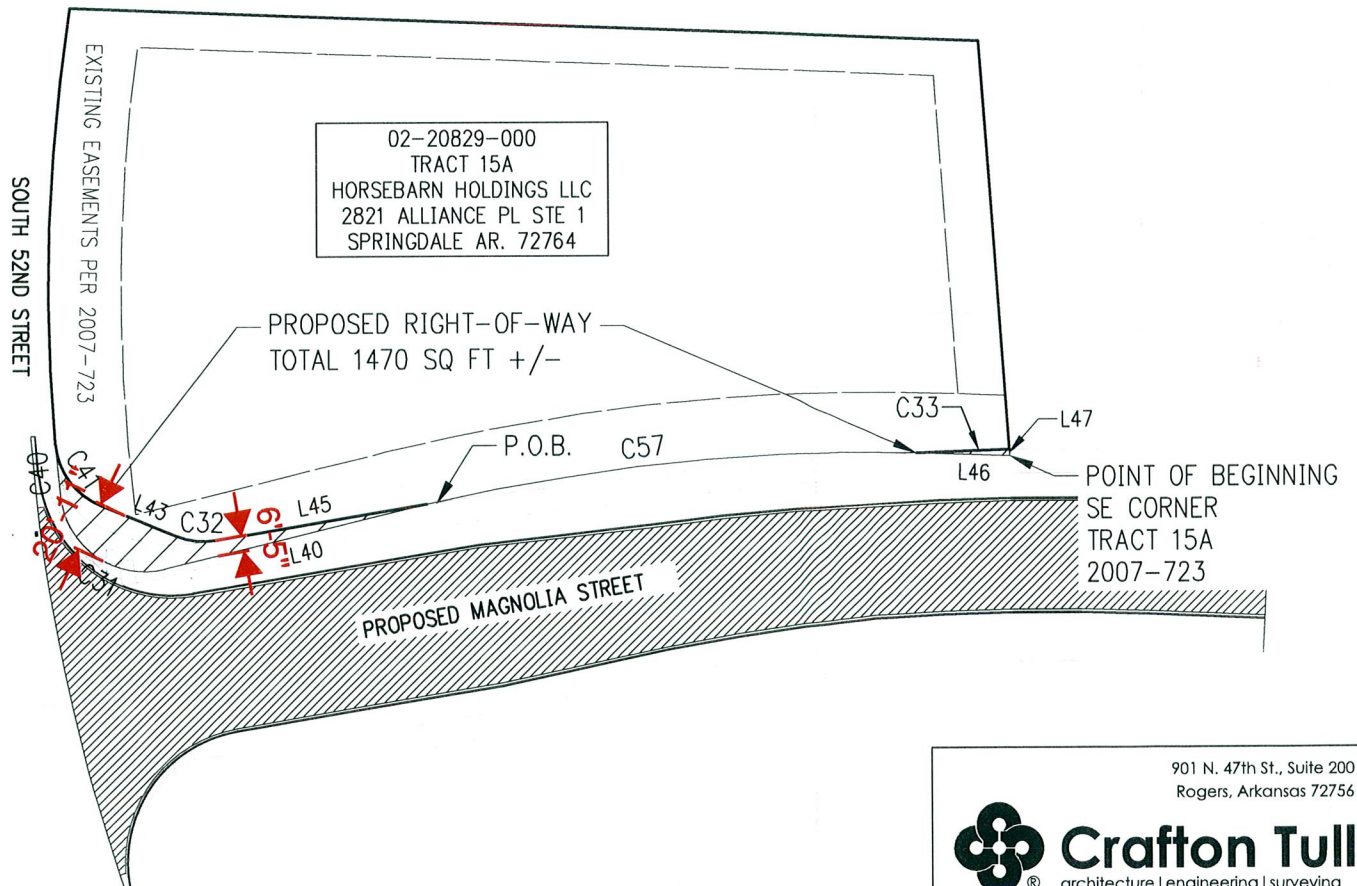 EXISTING EASEMENTS PER 2007-723
SOUTH 52ND STREET
02-20829-000
TRACT 15A
HORSEBARN HOLDINGS LLC
2821 ALLIANCE PL STE 1
SPRINGDALE AR. 72764
PROPOSED RIGHT-OF-WAY
TOTAL 1470 SQ FT +/-
C33
L47
P.O.B.
C57
L46
POINT OF BEGINNING
SE CORNER
TRACT 15A
2007-723
C40
L43
C32
L45
6'-5"
L40
20'-11"
C31
PROPOSED MAGNOLIA STREET
901 N. 47th St., Suite 200
Rogers, Arkansas 72756
Crafton Tull
® architecture | engineering | surveying